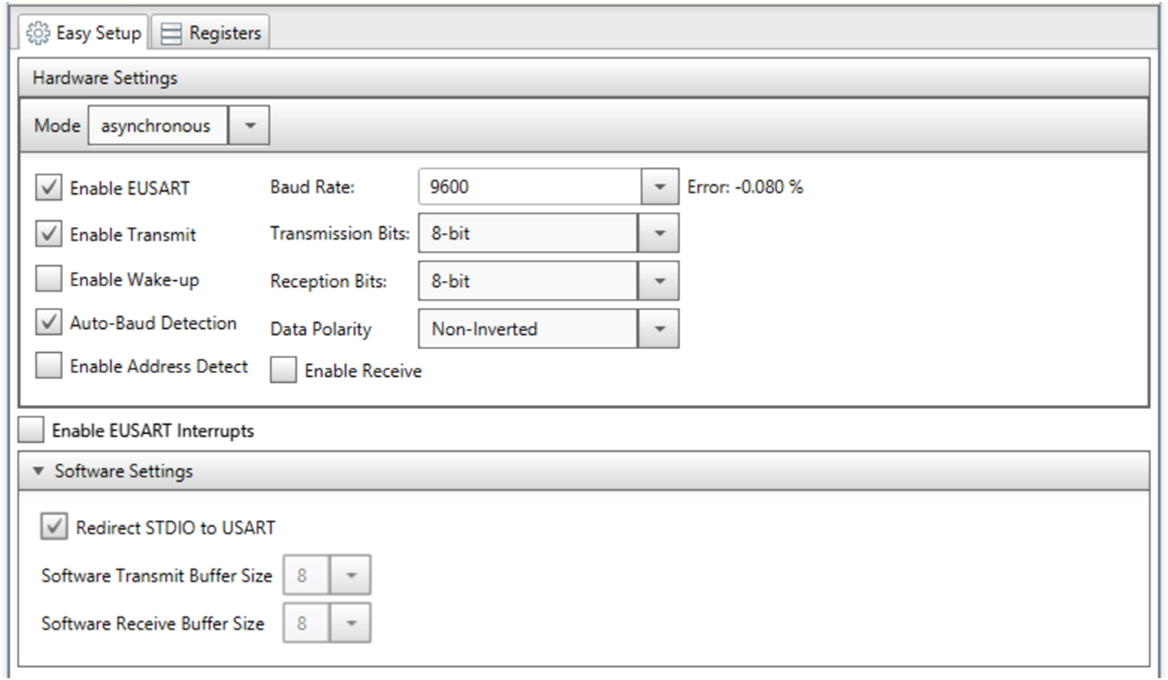 Easy Setup Registers
Hardware Settings
Mode asynchronous
Enable EUSART Baud Rate: 9600 Error: -0.080 %
Enable Transmit Transmission Bits: 8-bit
Enable Wake-up Reception Bits: 8-bit
Auto-Baud Detection Data Polarity Non-Inverted
Enable Address Detect Enable Receive
Enable EUSART Interrupts
Software Settings
Redirect STDIO to USART
Software Transmit Buffer Size 8
Software Receive Buffer Size 8